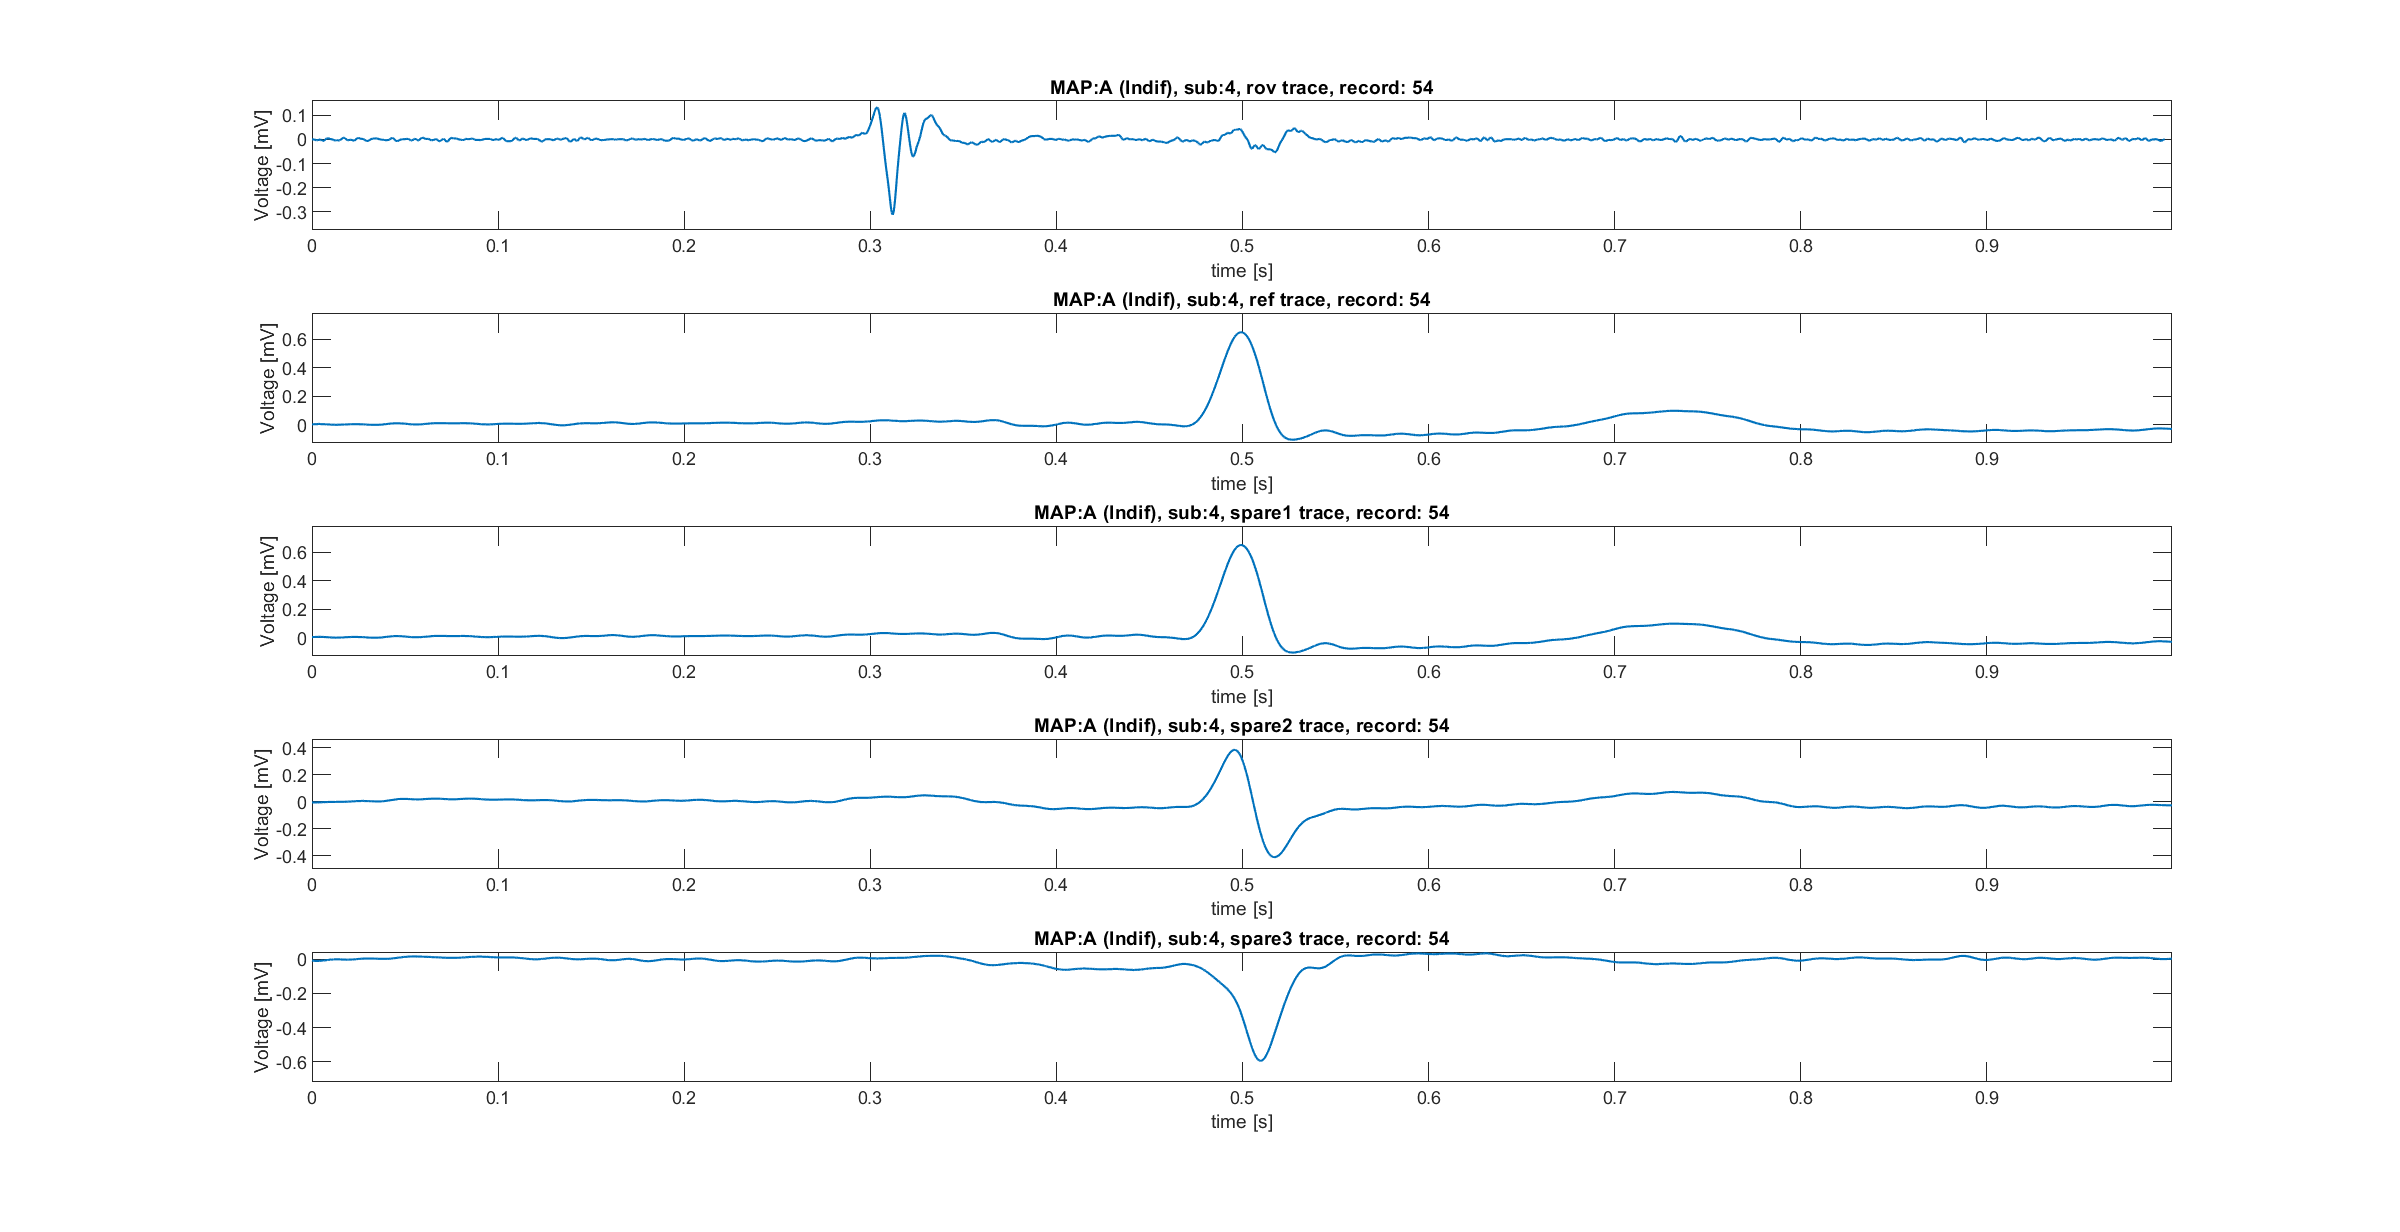 MAP:A (Indif), sub:4, rov trace, record: 54
Voltage [mV]
0.1
0
-0.1
-0.2
-0.3
0 0.1 0.2 0.3 0.4 0.5 0.6 0.7 0.8 0.9
time [s]
MAP:A (Indif), sub:4, ref trace, record: 54
Voltage [mV]
0.6
0.4
0.2
0
0 0.1 0.2 0.3 0.4 0.5 0.6 0.7 0.8 0.9
time [s]
MAP:A (Indif), sub:4, spare1 trace, record: 54
Voltage [mV]
0.6
0.4
0.2
0
0 0.1 0.2 0.3 0.4 0.5 0.6 0.7 0.8 0.9
time [s]
MAP:A (Indif), sub:4, spare2 trace, record: 54
Voltage [mV]
0.4
0.2
0
-0.2
-0.4
0 0.1 0.2 0.3 0.4 0.5 0.6 0.7 0.8 0.9
time [s]
MAP:A (Indif), sub:4, spare3 trace, record: 54
Voltage [mV]
0
-0.2
-0.4
-0.6
0 0.1 0.2 0.3 0.4 0.5 0.6 0.7 0.8 0.9
time [s]